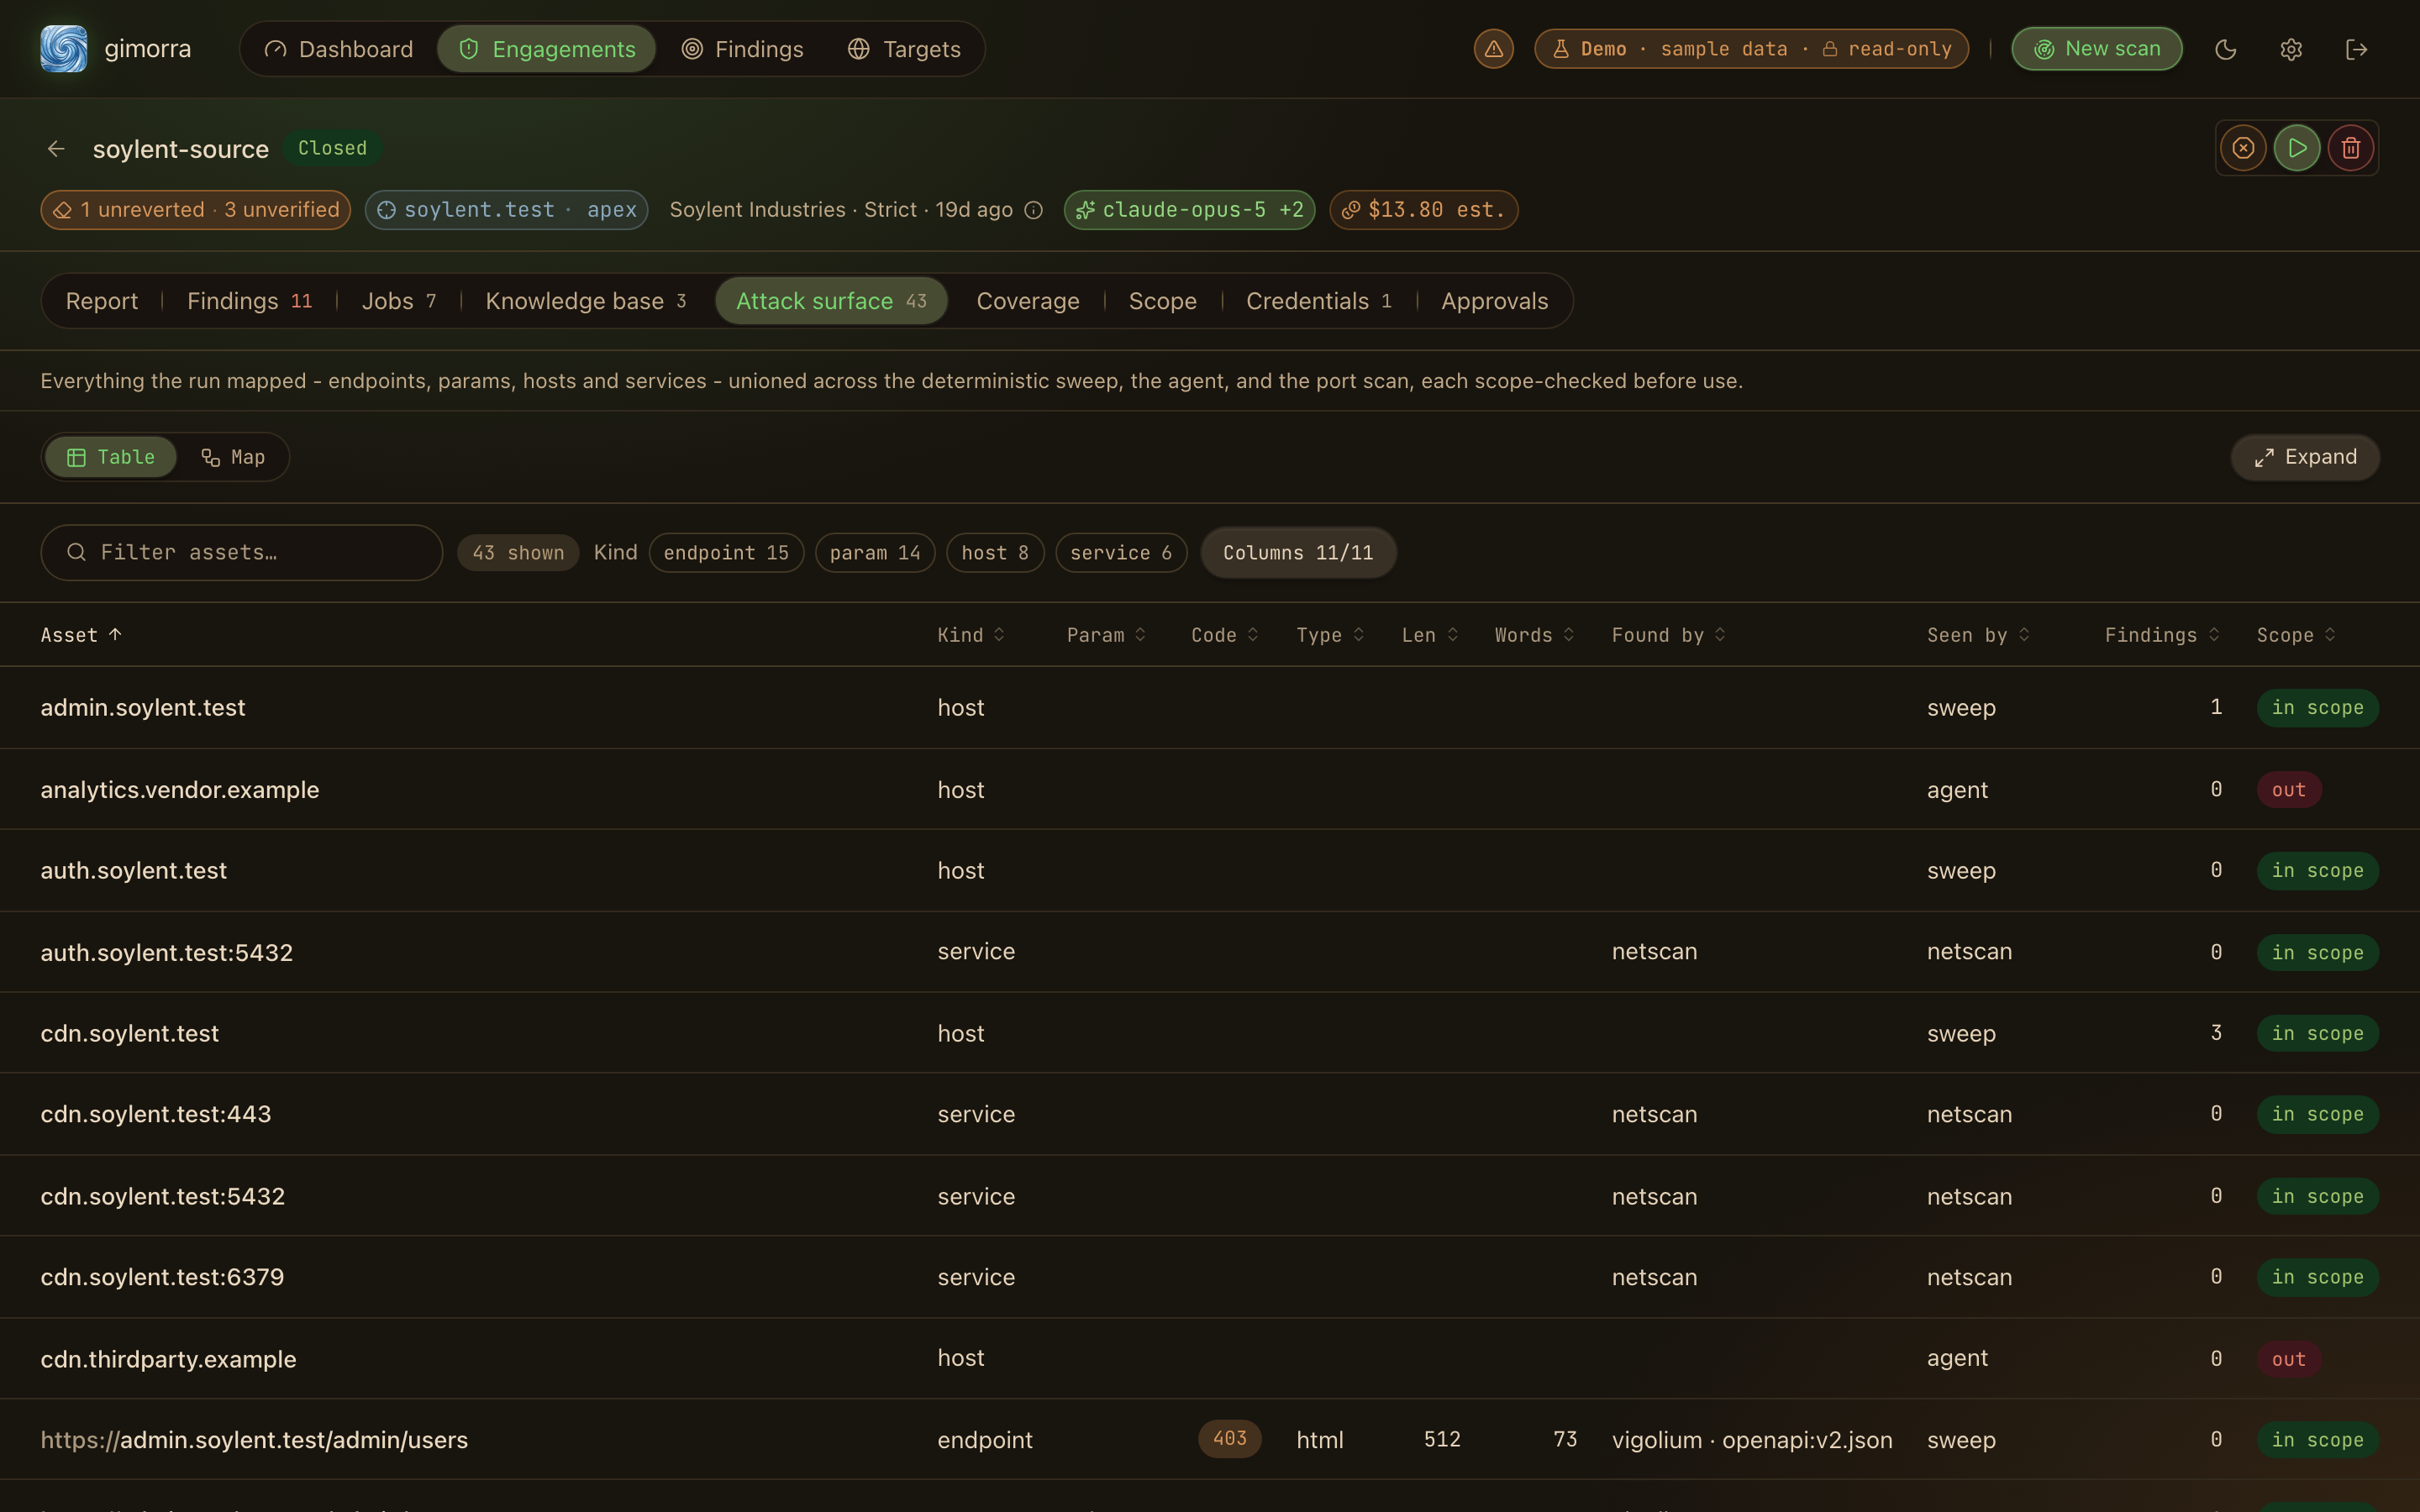 gimorra Dashboard Engagements Findings Targets Demo · sample data · read-only New scan
soylent-source Closed
1 unreverted · 3 unverified soylent.test · apex Soylent Industries · Strict · 19d ago claude-opus-5 +2 $13.80 est.
Report Findings 11 Jobs 7 Knowledge base 3 Attack surface 43 Coverage Scope Credentials 1 Approvals
Everything the run mapped - endpoints, params, hosts and services - unioned across the deterministic sweep, the agent, and the port scan, each scope-checked before use.
Table Map Expand
Filter assets… 43 shown Kind endpoint 15 param 14 host 8 service 6 Columns 11/11
Asset Kind Param Code Type Len Words Found by Seen by Findings Scope
admin.soylent.test host sweep 1 in scope
analytics.vendor.example host agent 0 out
auth.soylent.test host sweep 0 in scope
auth.soylent.test:5432 service netscan netscan 0 in scope
cdn.soylent.test host sweep 3 in scope
cdn.soylent.test:443 service netscan netscan 0 in scope
cdn.soylent.test:5432 service netscan netscan 0 in scope
cdn.soylent.test:6379 service netscan netscan 0 in scope
cdn.thirdparty.example host agent 0 out
https://admin.soylent.test/admin/users endpoint 403 html 512 73 vigolium · openapi:v2.json sweep 0 in scope